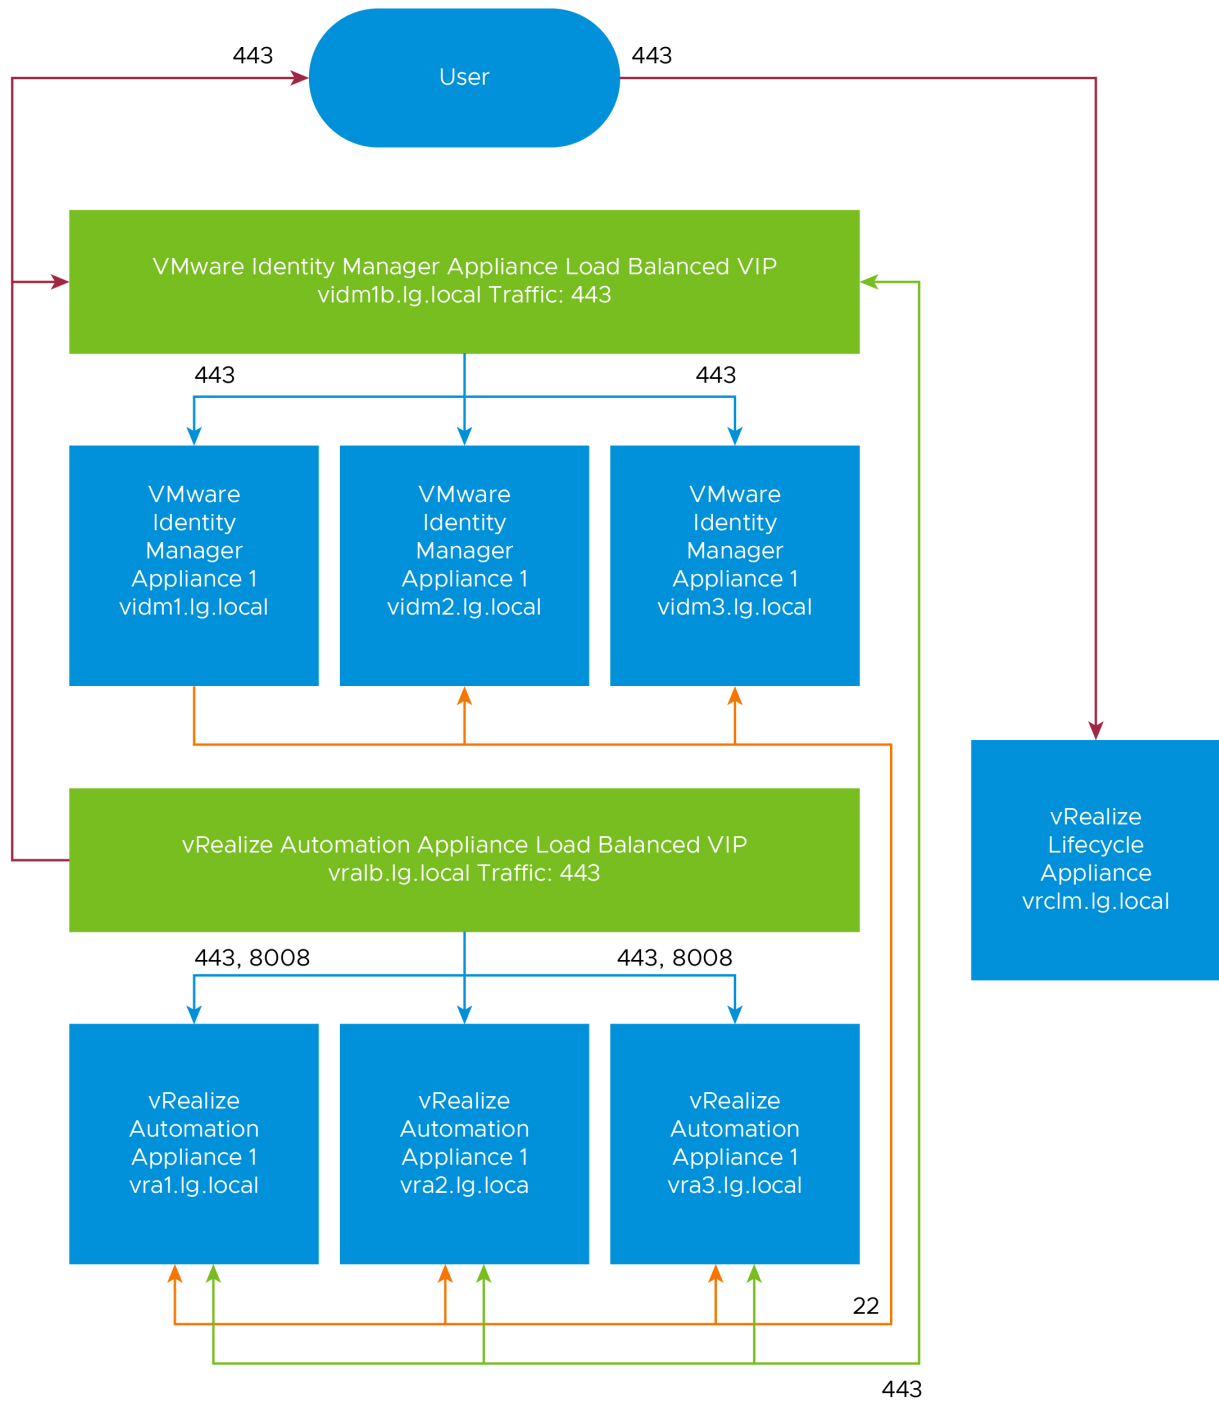 443
443
User
VMware Identity Manager Appliance Load Balanced VIP
vidm1b.lg.local Traffic: 443
443
443
VMware
Identity
Manager
Appliance 1
vidm1.lg.local
VMware
Identity
Manager
Appliance 1
vidm2.lg.local
VMware
Identity
Manager
Appliance 1
vidm3.lg.local
vRealize
Lifecycle
Appliance
vrclm.lg.local
vRealize Automation Appliance Load Balanced VIP
vralb.lg.local Traffic: 443
443, 8008
443, 8008
vRealize
Automation
Appliance 1
vra1.lg.local
vRealize
Automation
Appliance 1
vra2.lg.loca
vRealize
Automation
Appliance 1
vra3.lg.local
22
443